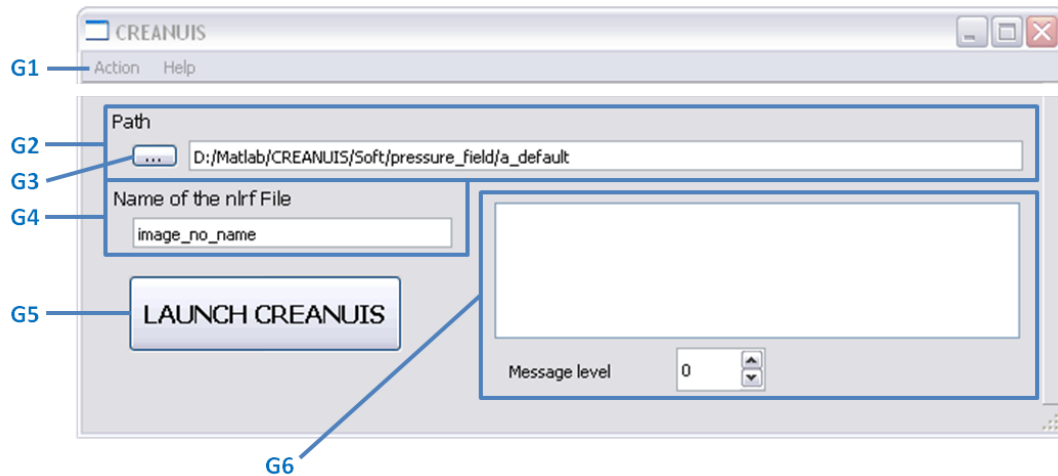 CREANUIS
G1
Action Help
Path
G2
... D:/Matlab/CREANUIS/Soft/pressure_field/a_default
G3
Name of the nlrf File
G4
image_no_name
G5
LAUNCH CREANUIS
Message level 0
G6